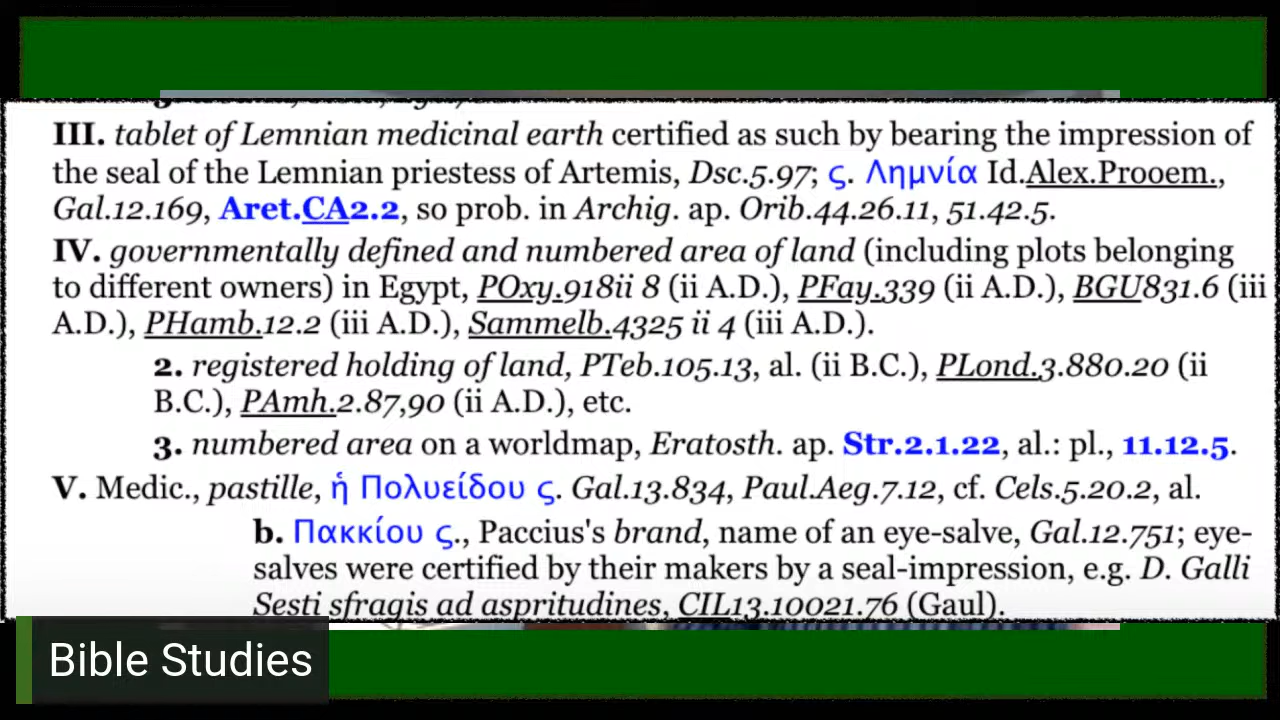 III. tablet of Lemnian medicinal earth certified as such by bearing the impression of
the seal of the Lemnian priestess of Artemis, Dsc.5.97; ς. Λημνία Id.Alex.Prooem.,
Gal.12.169, Aret.CA2.2, so prob. in Archig. ap. Orib.44.26.11, 51.42.5.
IV. governmentally defined and numbered area of land (including plots belonging
to different owners) in Egypt, POxy.918ii 8 (ii A.D.), PFay.339 (ii A.D.), BGU831.6 (iii
A.D.), PHamb.12.2 (iii A.D.), Sammelb.4325 ii 4 (iii A.D.).
2. registered holding of land, PTeb.105.13, al. (ii B.C.), PLond.3.880.20 (ii
B.C.), PAmh.2.87,90 (ii A.D.), etc.
3. numbered area on a worldmap, Eratosth. ap. Str.2.1.22, al.: pl., 11.12.5.
V. Medic., pastille, ἡ Πολυείδου ς. Gal.13.834, Paul.Aeg.7.12, cf. Cels.5.20.2, al.
b. Πακκίου ς., Paccius's brand, name of an eye-salve, Gal.12.751; eye-
salves were certified by their makers by a seal-impression, e.g. D. Galli
Sesti sfragis ad aspritudines, CIL13.10021.76 (Gaul).
Bible Studies